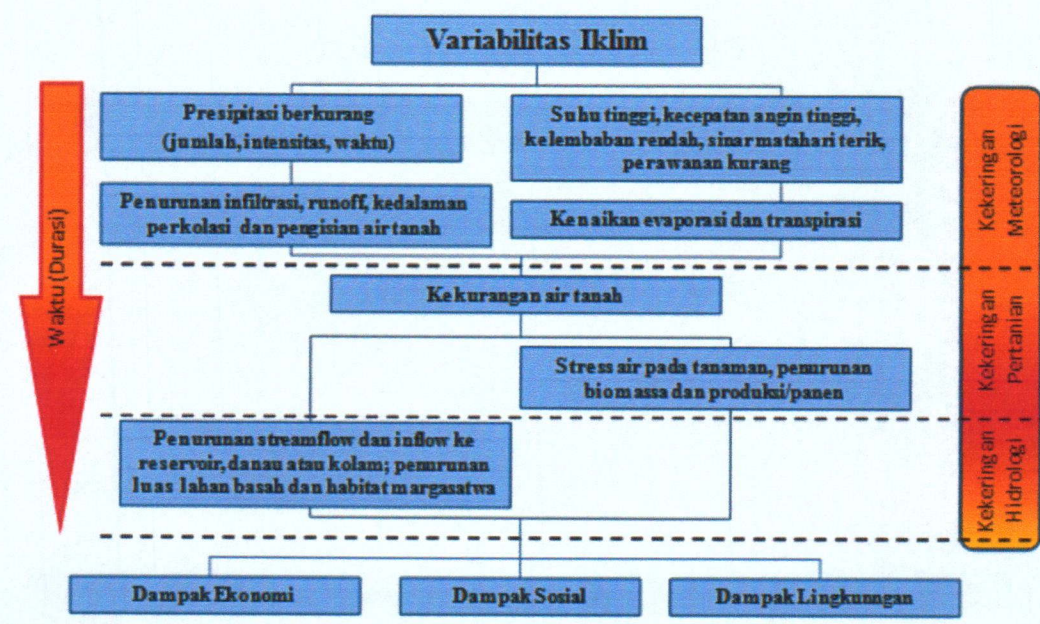 Variabilitas Iklim
Presipitasi berkurang
(jumlah, intensitas, waktu)
Suhu tinggi, kecepatan angin tinggi,
kelembaban rendah, sinar matahari terik,
perawanan kurang
Penurunan infiltrasi, runoff, kedalaman
perkolasi dan pengisian air tanah
Kenaikan evaporasi dan transpirasi
Kekurangan air tanah
Stress air pada tanaman, penurunan
biomassa dan produksi/panen
Penurunan streamflow dan inflow ke
reservoir, danau atau kolam; penurunan
luas lahan basah dan habitat margasatwa
Dampak Ekonomi
Dampak Sosial
Dampak Lingkunngan
Waktu (Durasi)
Kekeringan
Meteorologi
Kekeringan
Pertanian
Kekeringan
Hidrologi